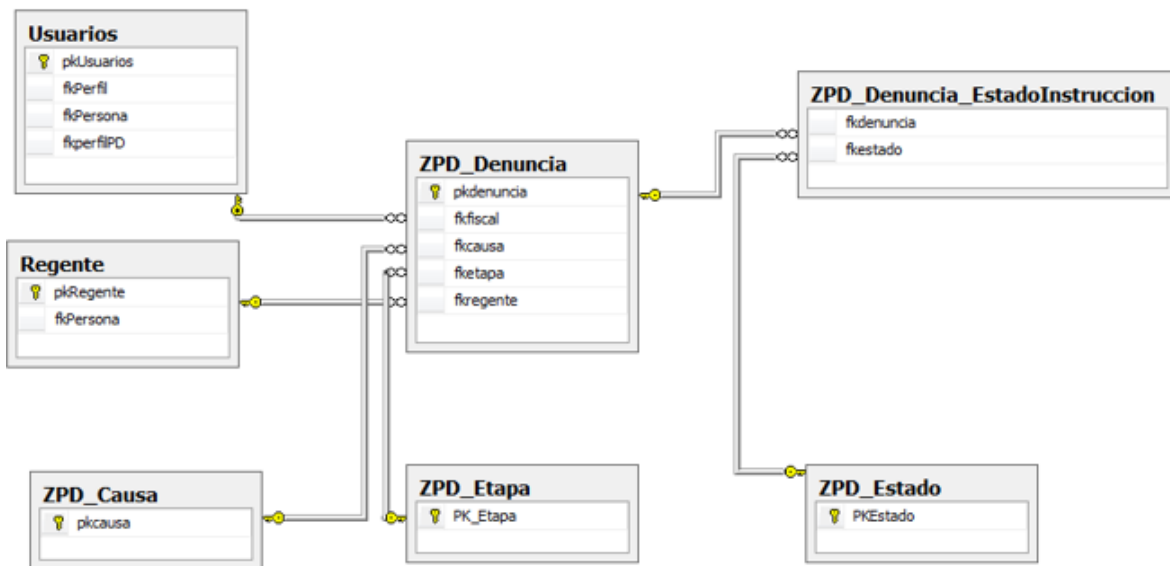 Usuarios
pkUsuarios
fkPerfil
fkPersona
fkperfilPD
Regente
pkRegente
fkPersona
ZPD_Causa
pkcausa
ZPD_Denuncia
pkdenuncia
fkfiscal
fkcausa
fketapa
fkregente
ZPD_Etapa
PK_Etapa
ZPD_Denuncia_EstadoInstruccion
fkdenuncia
fkestado
ZPD_Estado
PKEstado